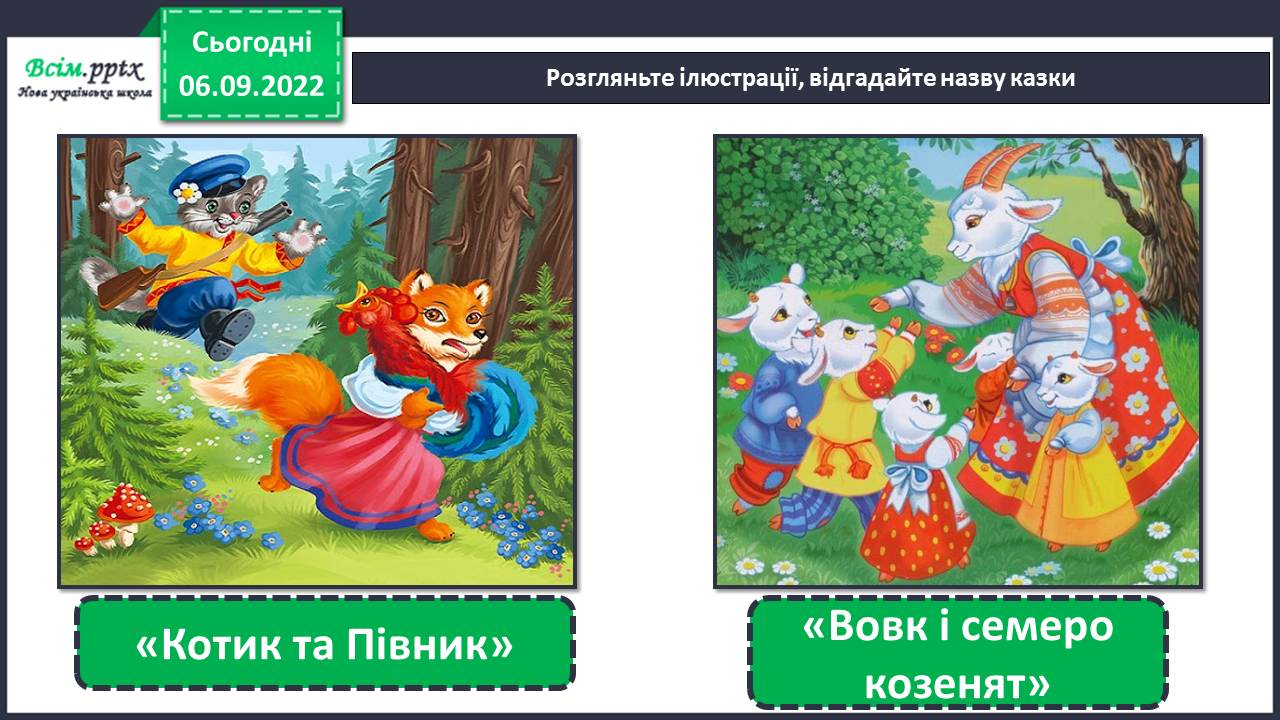 Всім.pptx
Нова українська школа
Сьогодні
06.09.2022
Розгляньте ілюстрації, відгадайте назву казки
«Котик та Півник»
«Вовк і семеро
козенят»